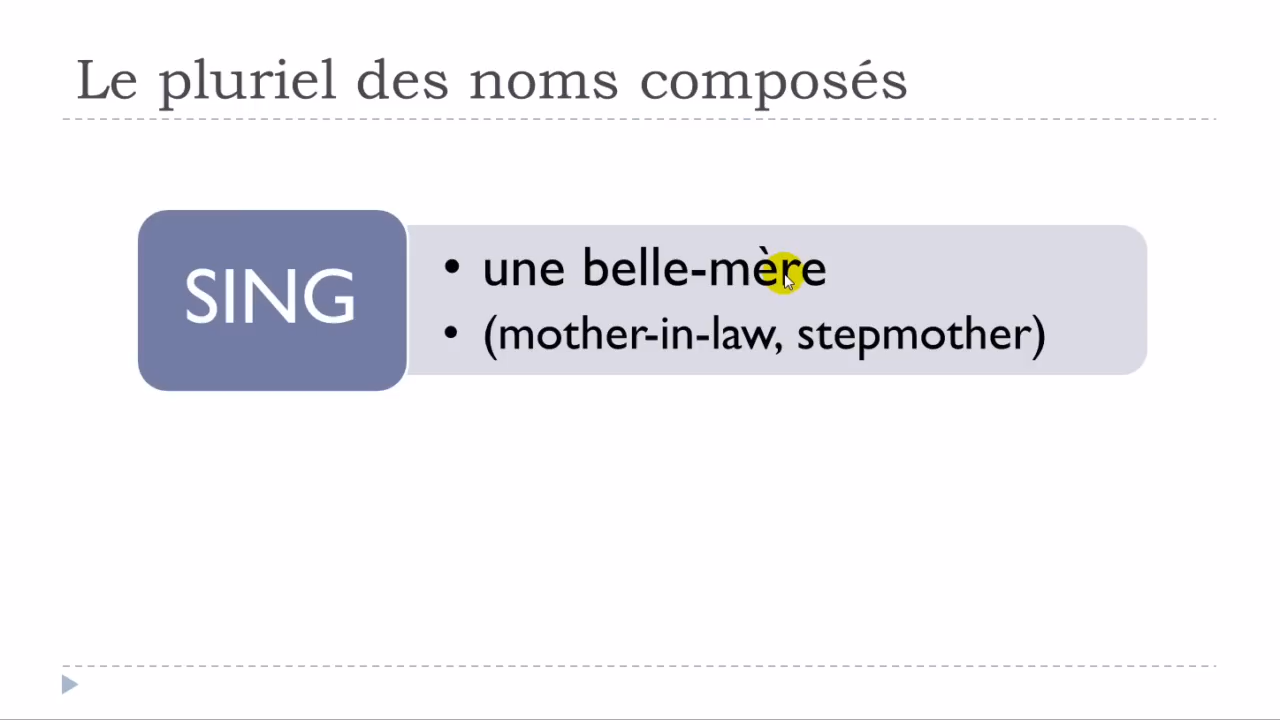 Le pluriel des noms composés
SING
• une belle-mère
• (mother-in-law, stepmother)